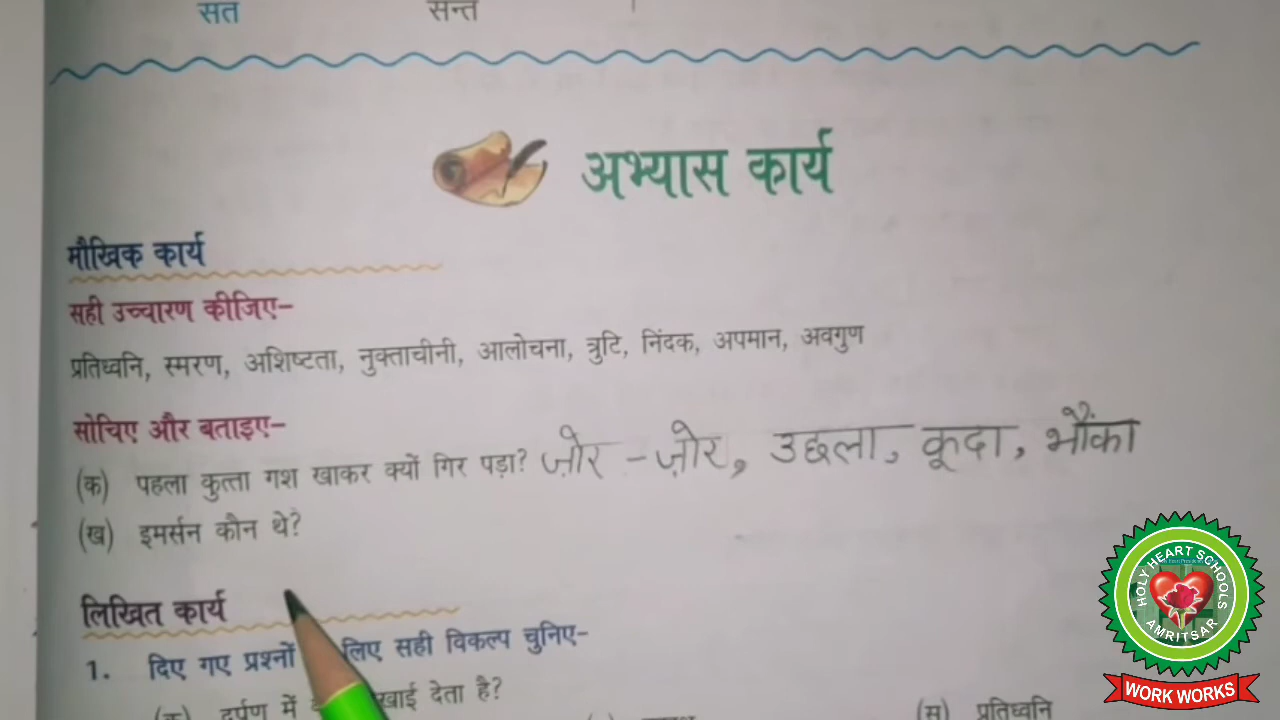 सत सन्त
अभ्यास कार्य
मौखिक कार्य
सही उच्चारण कीजिए–
प्रतिध्वनि, स्मरण, अशिष्टता, नुक्ताचीनी, आलोचना, त्रुटि, निंदक, अपमान, अवगुण
सोचिए और बताइए–
(क) पहला कुत्ता गश खाकर क्यों गिर पड़ा? ज़ोर – ज़ोर, उछला, कूदा, भौंका
(ख) इमर्सन कौन थे?
लिखित कार्य
1. दिए गए प्रश्नों लिए सही विकल्प चुनिए–
(क) दर्पण में देता है?
(स) प्रतिध्वनि
HOLY HEART SCHOOLS
AMRITSAR
WORK WORKS